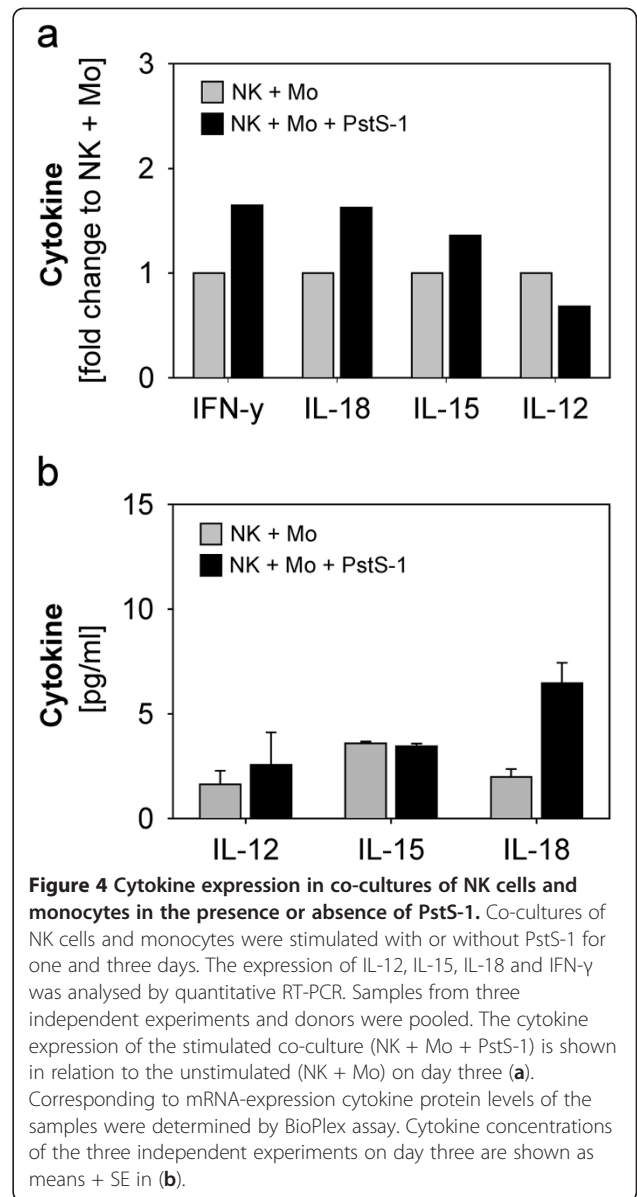 a
Cytokine
[fold change to NK + Mo]
3
2
1
0
NK + Mo
NK + Mo + PstS-1
IFN-y
IL-18
IL-15
IL-12
b
Cytokine
[pg/ml]
15
10
5
0
NK + Mo
NK + Mo + PstS-1
IL-12
IL-15
IL-18
Figure 4 Cytokine expression in co-cultures of NK cells and
monocytes in the presence or absence of PstS-1. Co-cultures of
NK cells and monocytes were stimulated with or without PstS-1 for
one and three days. The expression of IL-12, IL-15, IL-18 and IFN-γ
was analysed by quantitative RT-PCR. Samples from three
independent experiments and donors were pooled. The cytokine
expression of the stimulated co-culture (NK + Mo + PstS-1) is shown
in relation to the unstimulated (NK + Mo) on day three (a).
Corresponding to mRNA-expression cytokine protein levels of the
samples were determined by BioPlex assay. Cytokine concentrations
of the three independent experiments on day three are shown as
means + SE in (b).